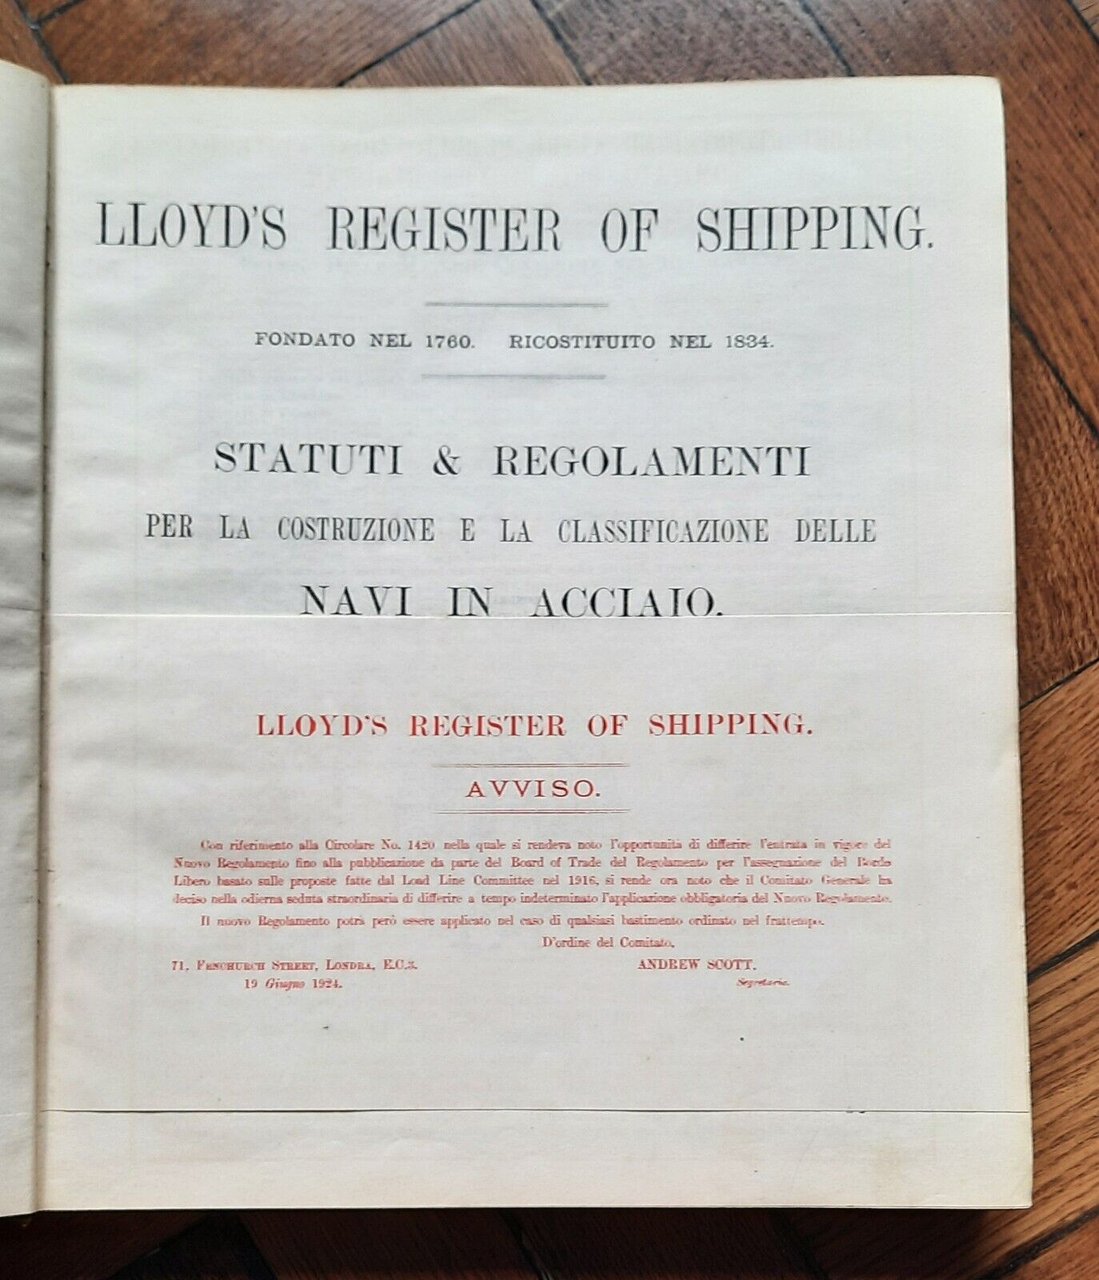 LLOYD'S REGISTER OF SHIPPING.
FONDATO NEL 1760. RICOSTITUITO NEL 1834.
STATUTI & REGOLAMENTI
PER LA COSTRUZIONE E LA CLASSIFICAZIONE DELLE
NAVI IN ACCIAIO.
LLOYD'S REGISTER OF SHIPPING.
AVVISO.
Con riferimento alla Circolare No. 1420 nella quale si rendeva noto l'opportunità di differire l'entrata in vigore del
Nuovo Regolamento fino alla pubblicazione da parte del Board of Trade del Regolamento per l'assegnazione del Bordo
Libero basato sulle proposte fatte dal Load Line Committee nel 1916, si rende ora noto che il Comitato Generale ha
deciso nella odierna seduta straordinaria di differire a tempo indeterminato l'applicazione obbligatoria del Nuovo Regolamento.
Il nuovo Regolamento potrà però essere applicato nel caso di qualsiasi bastimento ordinato nel frattempo.
D'ordine del Comitato,
71, FENCHURCH STREET, LONDRA, E.C.3. ANDREW SCOTT,
19 Giugno 1924. Segretario.